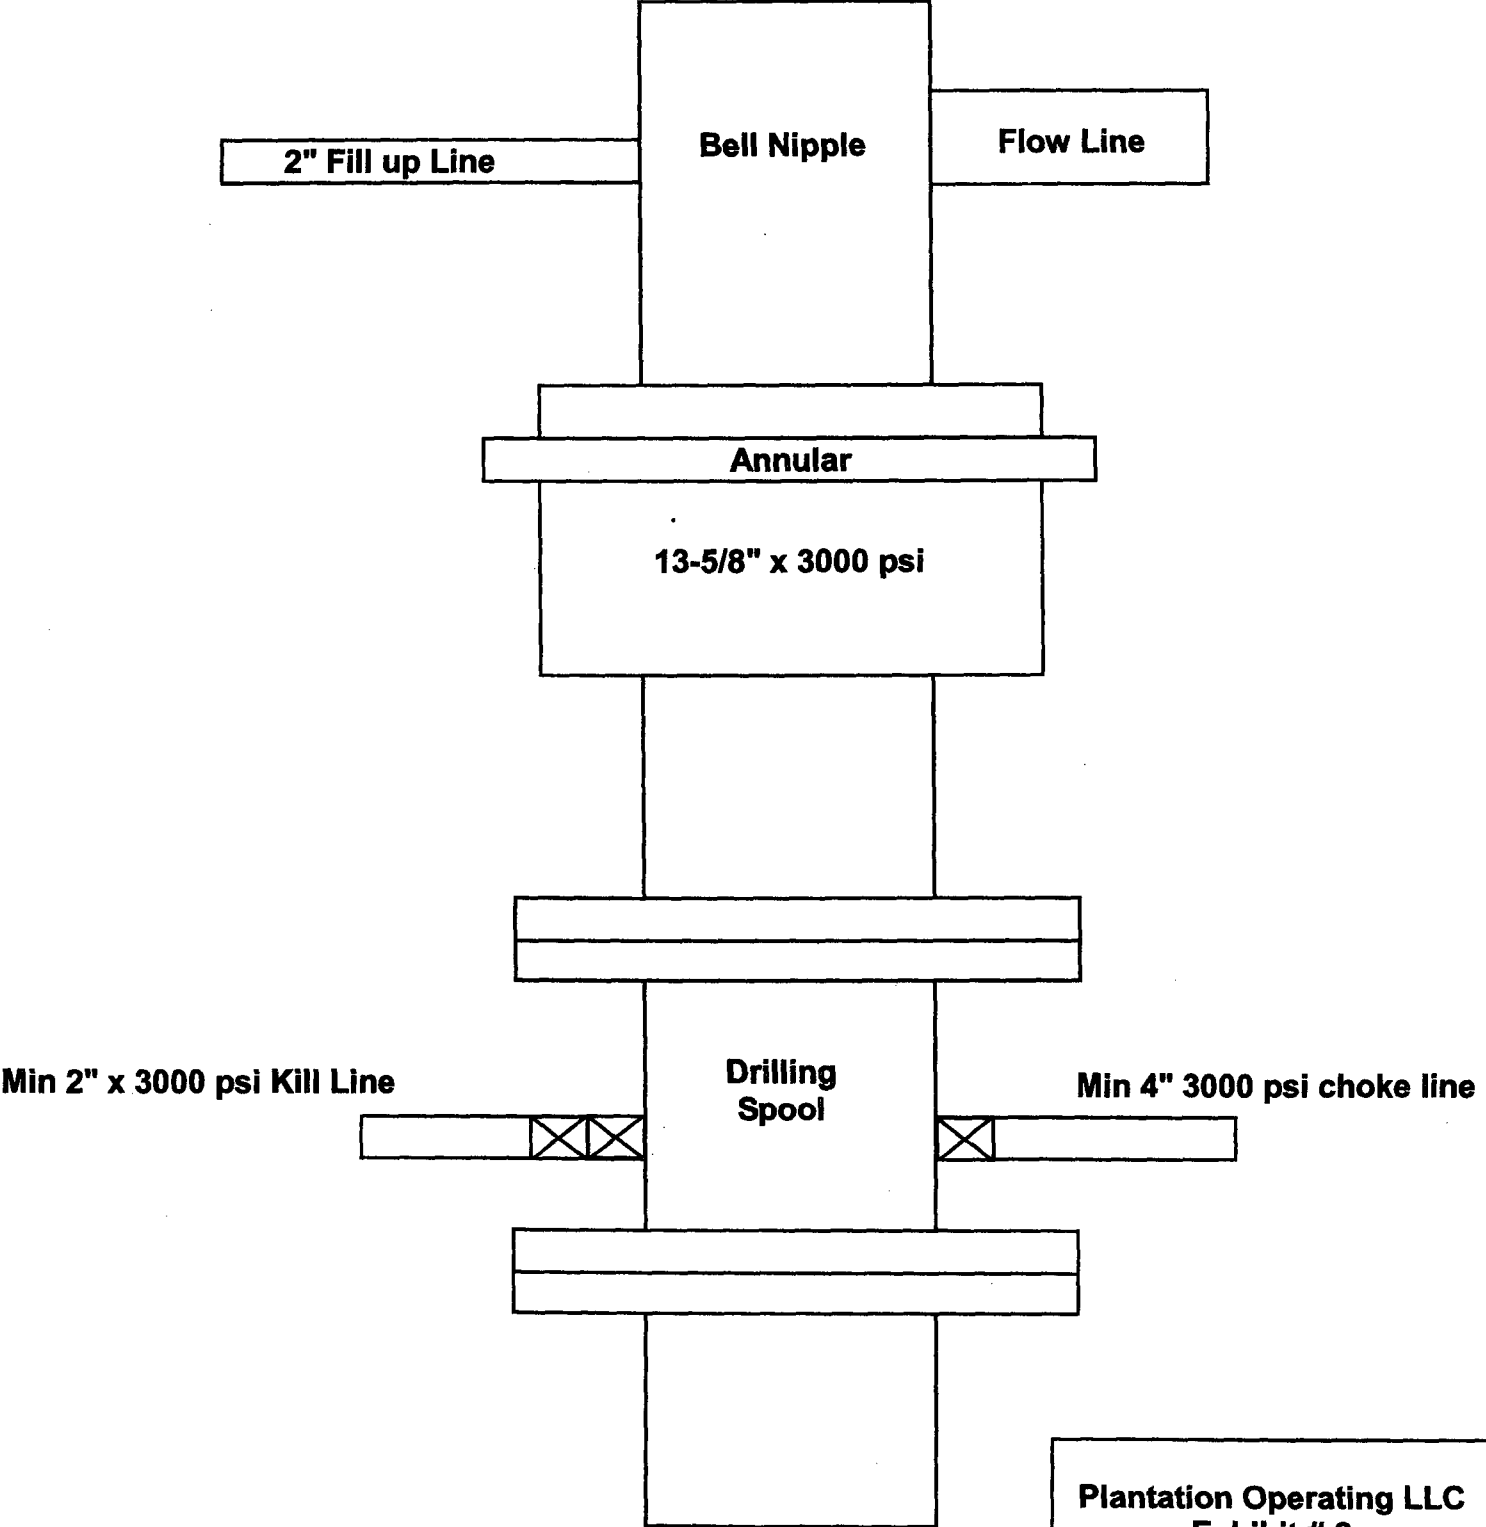 Bell Nipple
Flow Line
2" Fill up Line
Annular
13-5/8" x 3000 psi
Drilling
Spool
Min 2" x 3000 psi Kill Line
Min 4" 3000 psi choke line
Plantation Operating LLC